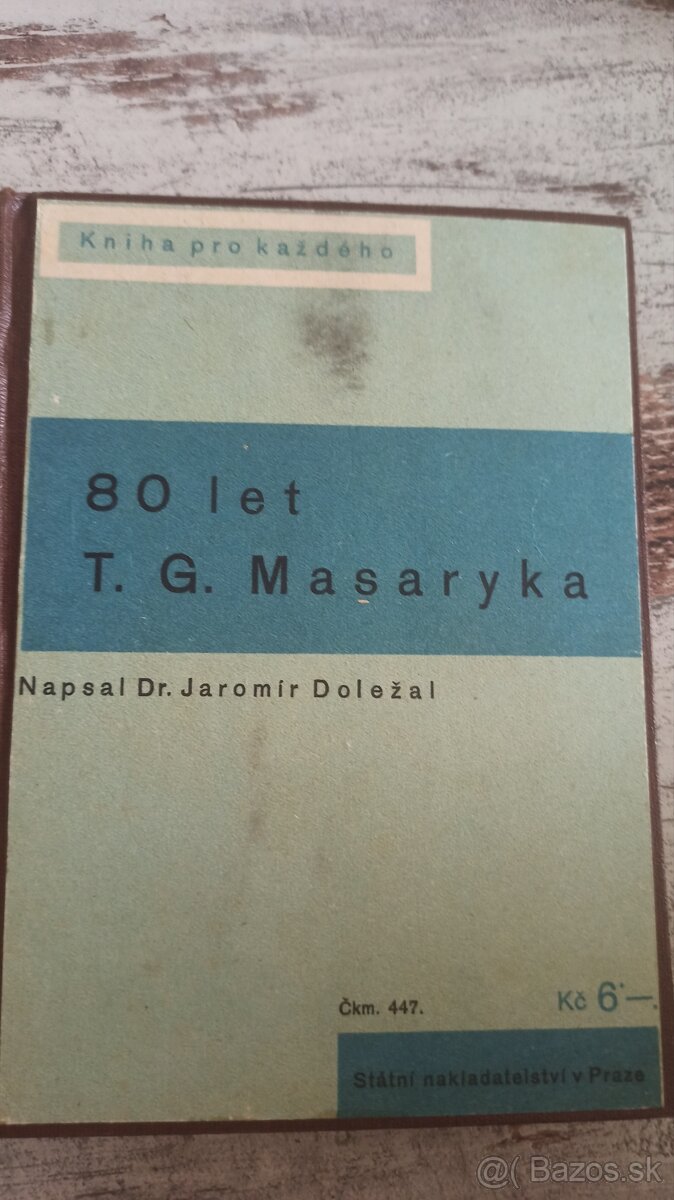 Kniha pro každého
80 let
T. G. Masaryka
Napsal Dr. Jaromír Doležal
Čkm. 447.
Kč 6·—.
Státní nakladatelství v Praze
@( Bazos.sk